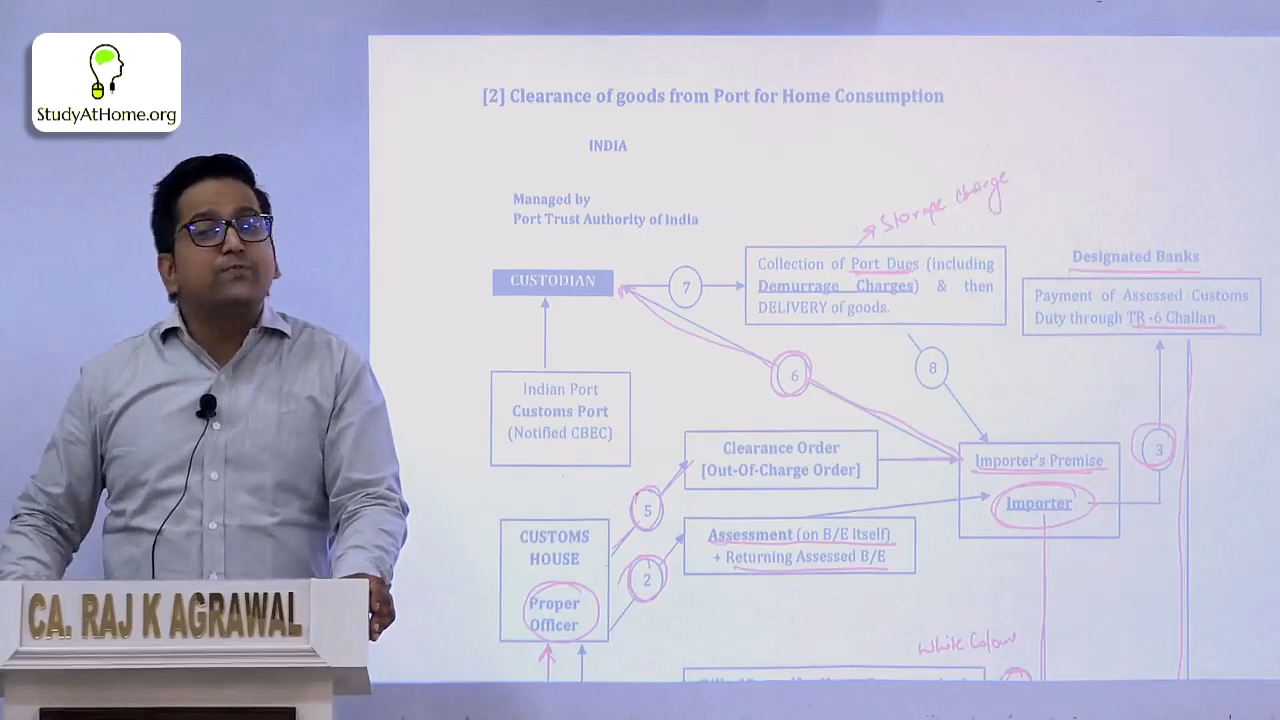 StudyAtHome.org
[2] Clearance of goods from Port for Home Consumption
INDIA
Managed by
Port Trust Authority of India
Storage Charge
CUSTODIAN
7
Collection of Port Dues (including
Demurrage Charges) & then
DELIVERY of goods.
Designated Banks
Payment of Assessed Customs
Duty through TR -6 Challan
6
8
Indian Port
Customs Port
(Notified CBEC)
Clearance Order
[Out-Of-Charge Order]
Importer's Premise
Importer
3
5
CUSTOMS
HOUSE
Proper
Officer
2
Assessment (on B/E Itself)
+ Returning Assessed B/E
White Colour
CA. RAJ K AGRAWAL